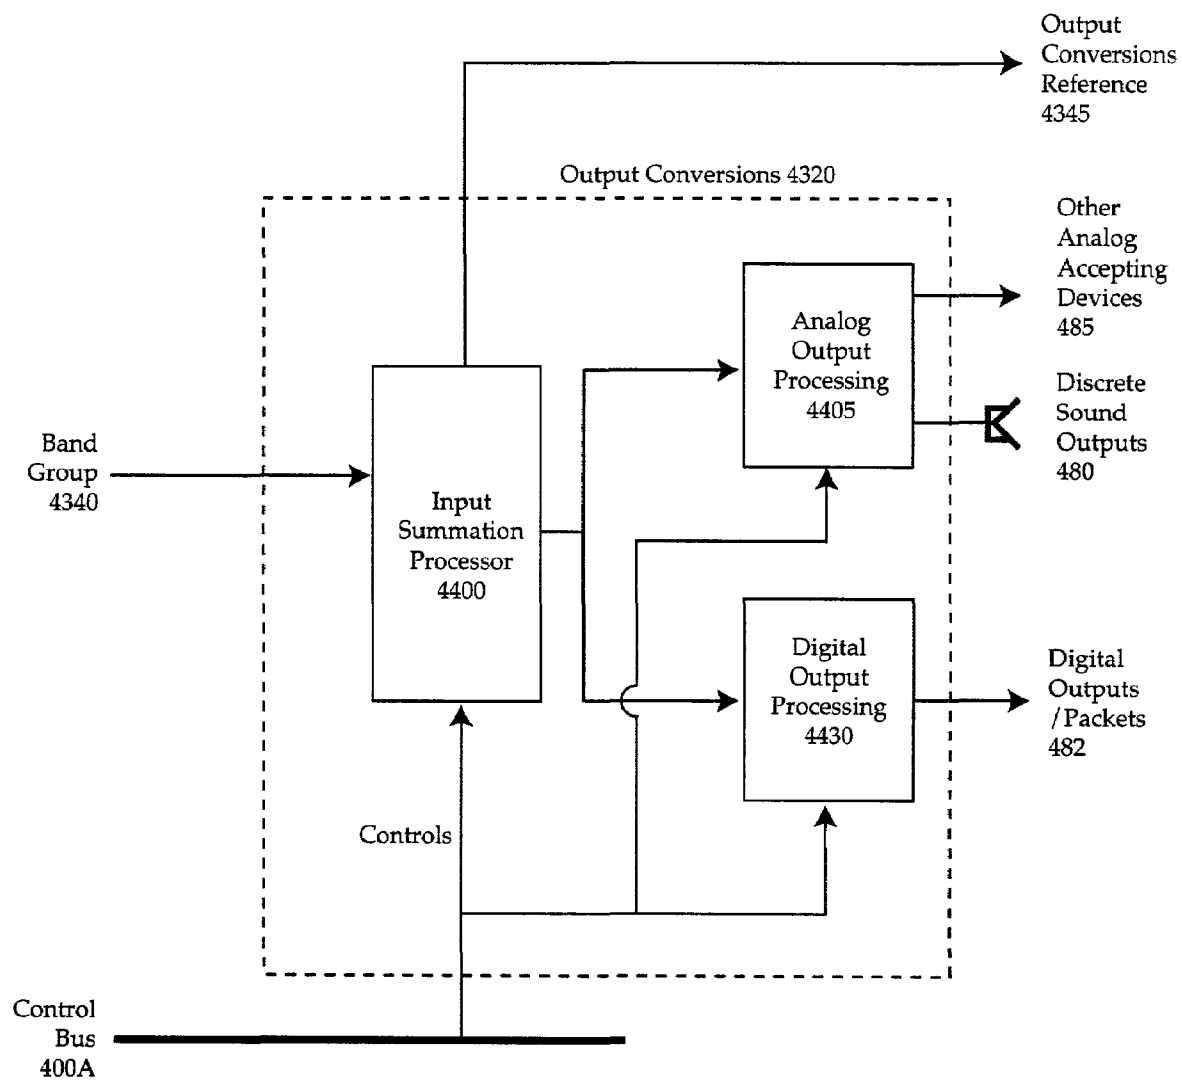 Output
Conversions
Reference
4345
Output Conversions 4320
Other
Analog
Accepting
Devices
485
Analog
Output
Processing
4405
Discrete
Sound
Outputs
480
Band
Group
4340
Input
Summation
Processor
4400
Digital
Output
Processing
4430
Digital
Outputs
/Packets
482
Controls
Control
Bus
400A